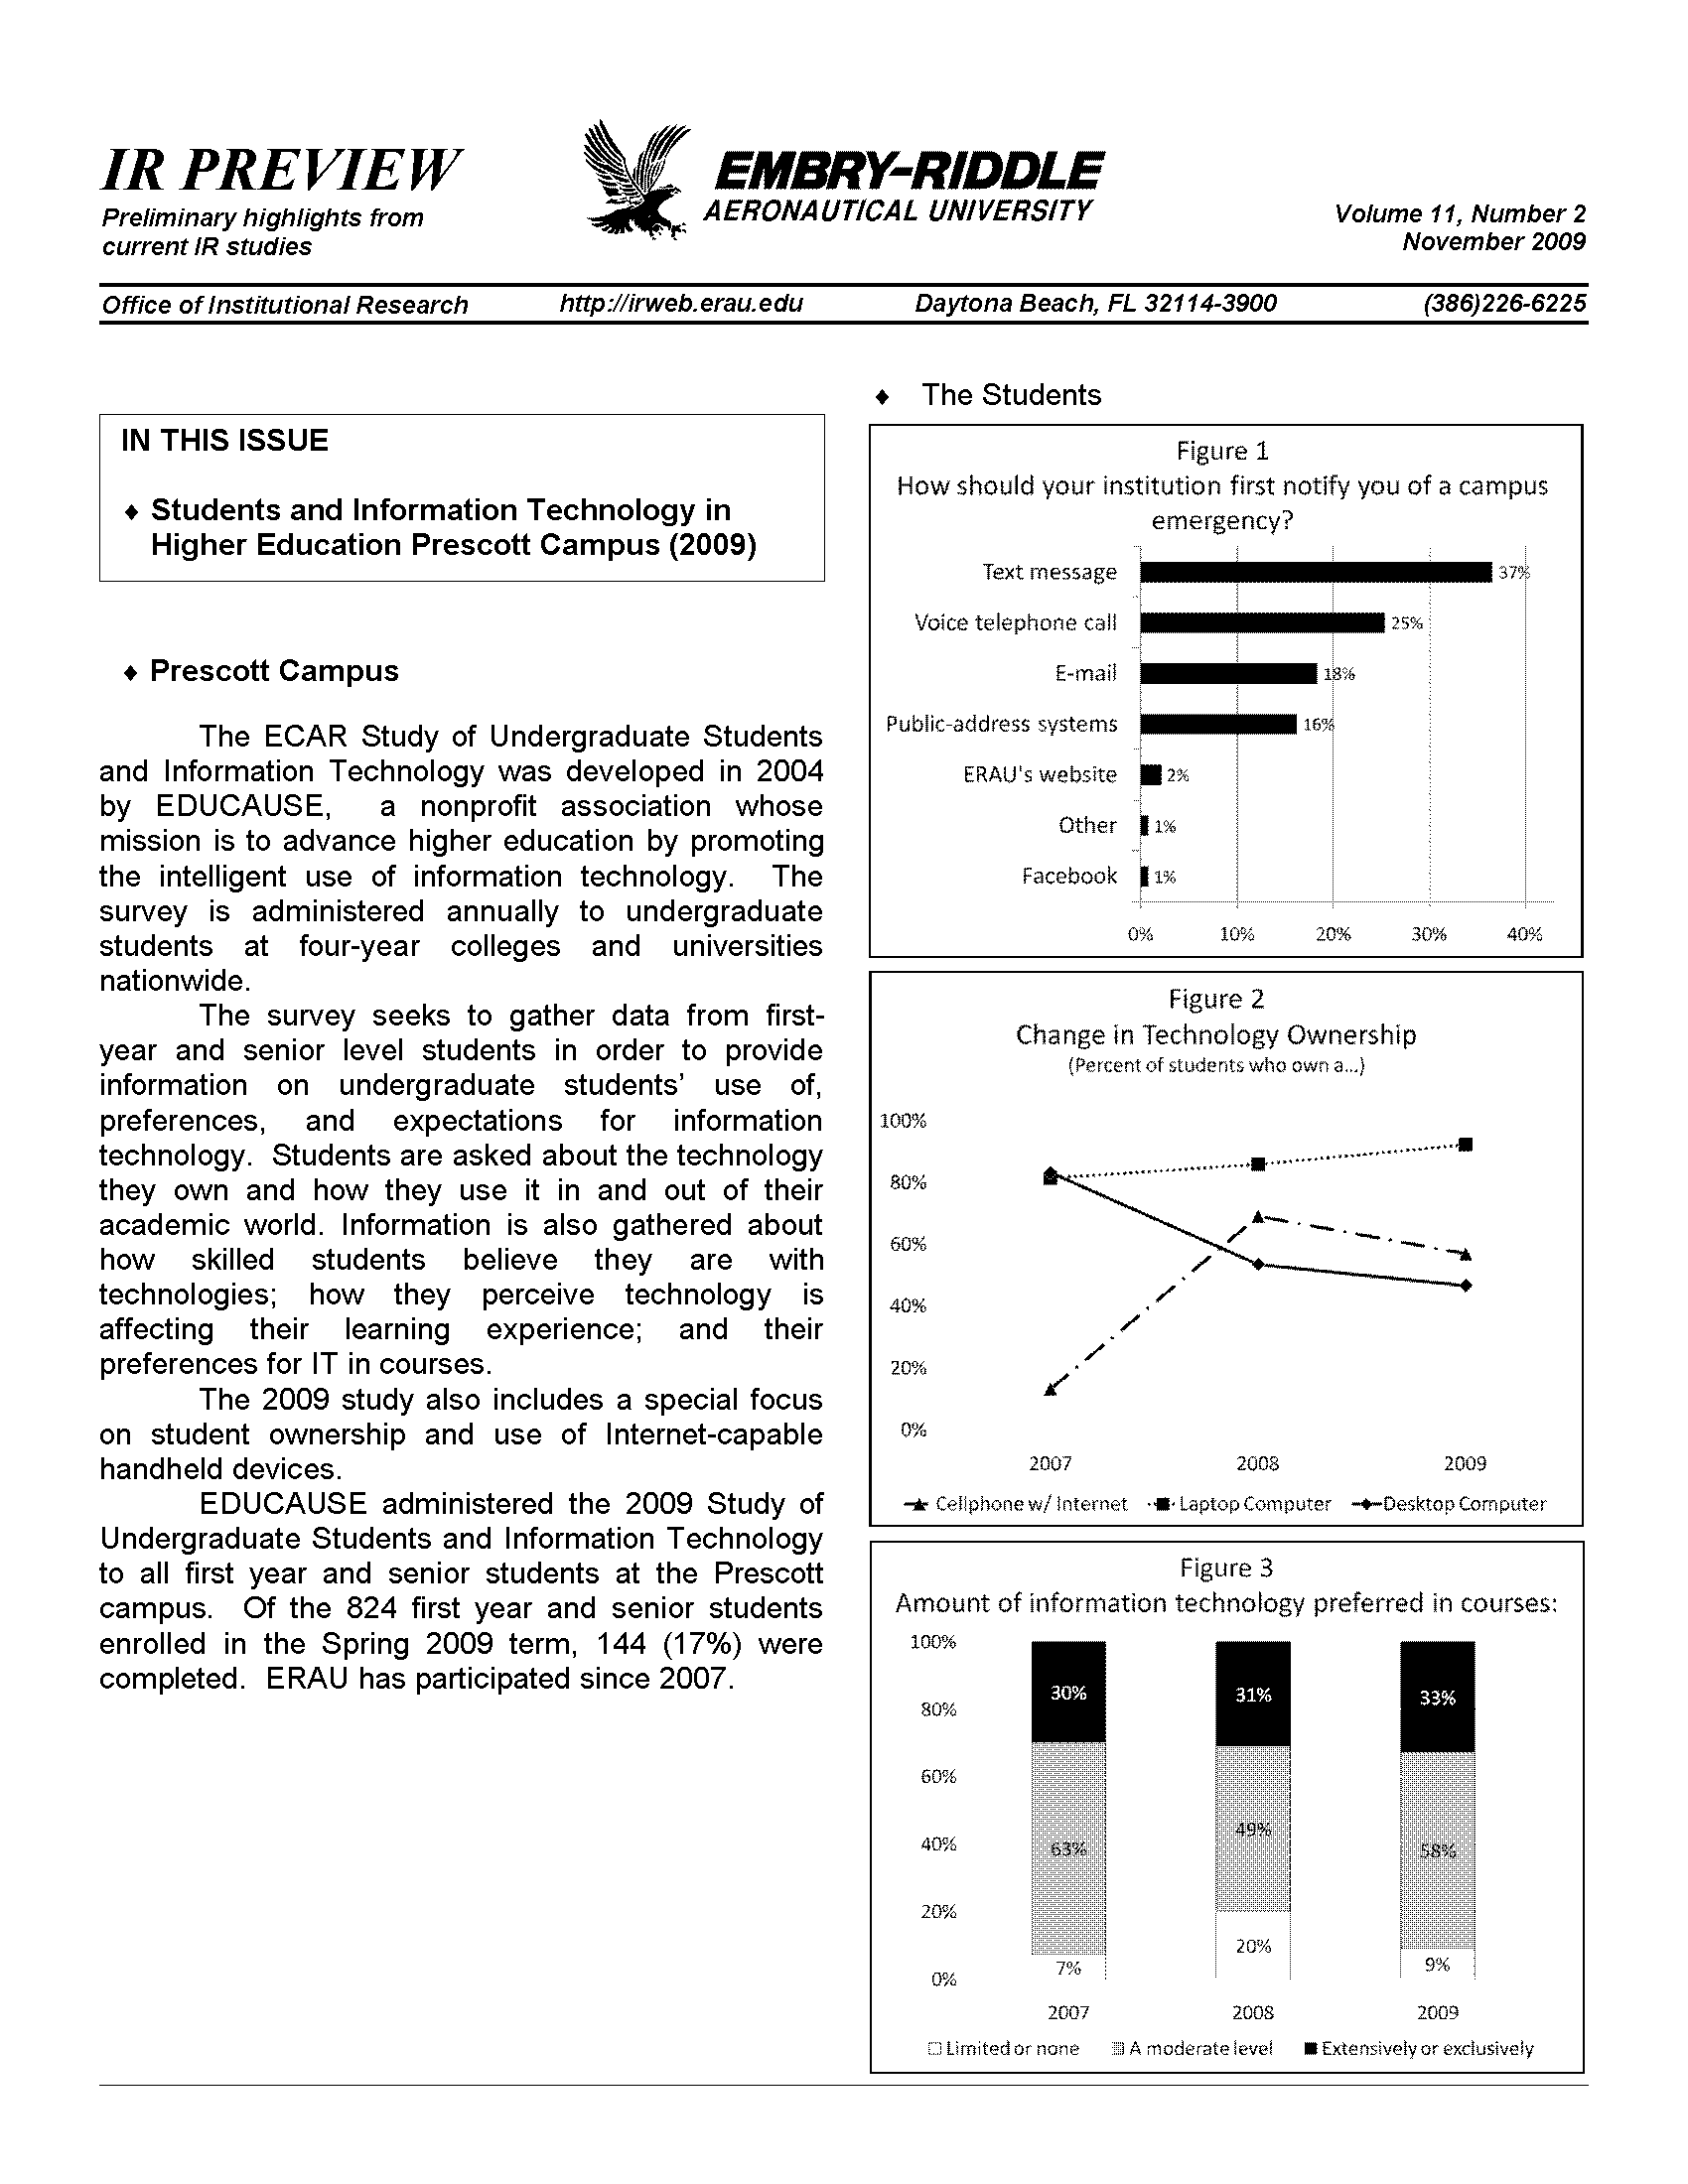 IR PREVIEW
Preliminary highlights from
current IR studies
EMBRY-RIDDLE
AERONAUTICAL UNIVERSITY
Volume 11, Number 2
November 2009
Office of Institutional Research http://irweb.erau.edu Daytona Beach, FL 32114-3900 (386)226-6225
IN THIS ISSUE
♦ Students and Information Technology in
Higher Education Prescott Campus (2009)
♦ Prescott Campus
The ECAR Study of Undergraduate Students
and Information Technology was developed in 2004
by EDUCAUSE, a nonprofit association whose
mission is to advance higher education by promoting
the intelligent use of information technology. The
survey is administered annually to undergraduate
students at four-year colleges and universities
nationwide.
The survey seeks to gather data from first-
year and senior level students in order to provide
information on undergraduate students' use of,
preferences, and expectations for information
technology. Students are asked about the technology
they own and how they use it in and out of their
academic world. Information is also gathered about
how skilled students believe they are with
technologies; how they perceive technology is
affecting their learning experience; and their
preferences for IT in courses.
The 2009 study also includes a special focus
on student ownership and use of Internet-capable
handheld devices.
EDUCAUSE administered the 2009 Study of
Undergraduate Students and Information Technology
to all first year and senior students at the Prescott
campus. Of the 824 first year and senior students
enrolled in the Spring 2009 term, 144 (17%) were
completed. ERAU has participated since 2007.
♦ The Students
Figure 1
How should your institution first notify you of a campus
emergency?
Text message 37%
Voice telephone call 25%
E-mail 18%
Public-address systems 16%
ERAU's website 2%
Other 1%
Facebook 1%
0% 10% 20% 30% 40%
Figure 2
Change in Technology Ownership
(Percent of students who own a...)
100%
80%
60%
40%
20%
0%
2007 2008 2009
Cellphone w/ Internet Laptop Computer Desktop Computer
Figure 3
Amount of information technology preferred in courses:
100%
30% 31% 33%
80%
60%
40% 63% 49% 58%
20%
7% 20% 9%
0%
2007 2008 2009
Limited or none A moderate level Extensively or exclusively